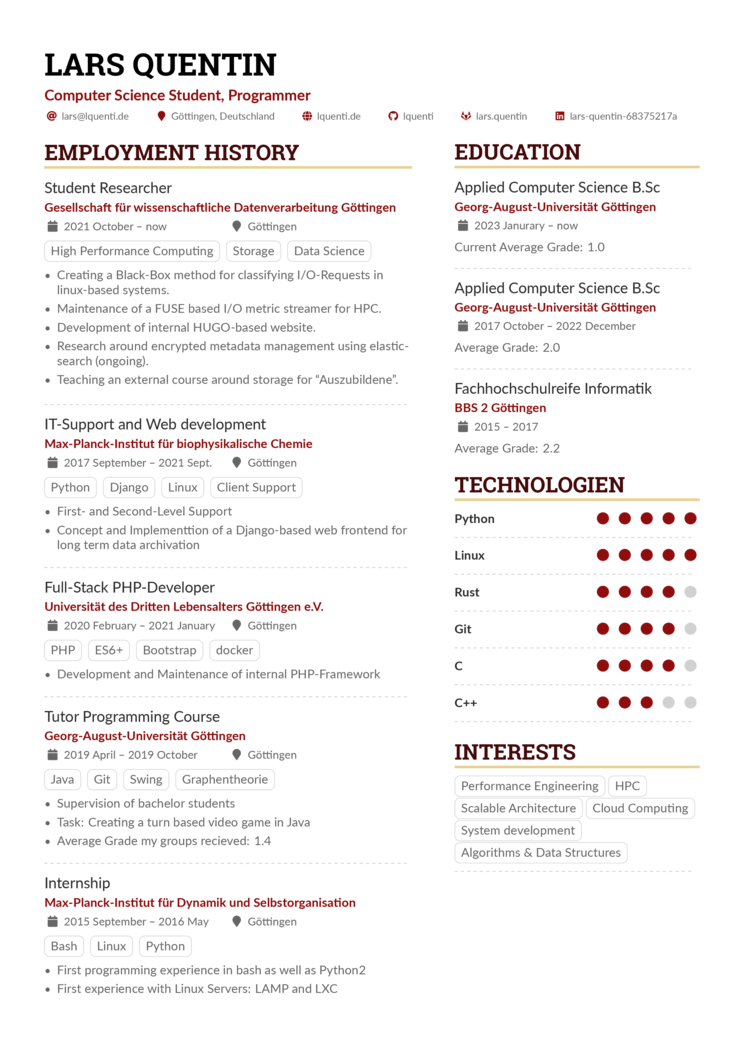 LARS QUENTIN
Computer Science Student, Programmer
lars@lquenti.de Göttingen, Deutschland lquenti.de lquenti lars.quentin lars-quentin-68375217a
EMPLOYMENT HISTORY
Student Researcher
Gesellschaft für wissenschaftliche Datenverarbeitung Göttingen
2021 October – now Göttingen
High Performance Computing Storage Data Science
• Creating a Black-Box method for classifying I/O-Requests in
linux-based systems.
• Maintenance of a FUSE based I/O metric streamer for HPC.
• Development of internal HUGO-based website.
• Research around encrypted metadata management using elastic-
search (ongoing).
• Teaching an external course around storage for “Auszubildene”.
IT-Support and Web development
Max-Planck-Institut für biophysikalische Chemie
2017 September – 2021 Sept. Göttingen
Python Django Linux Client Support
• First- and Second-Level Support
• Concept and Implementtion of a Django-based web frontend for
long term data archivation
Full-Stack PHP-Developer
Universität des Dritten Lebensalters Göttingen e.V.
2020 February – 2021 January Göttingen
PHP ES6+ Bootstrap docker
• Development and Maintenance of internal PHP-Framework
Tutor Programming Course
Georg-August-Universität Göttingen
2019 April – 2019 October Göttingen
Java Git Swing Graphentheorie
• Supervision of bachelor students
• Task: Creating a turn based video game in Java
• Average Grade my groups recieved: 1.4
Internship
Max-Planck-Institut für Dynamik und Selbstorganisation
2015 September – 2016 May Göttingen
Bash Linux Python
• First programming experience in bash as well as Python2
• First experience with Linux Servers: LAMP and LXC
EDUCATION
Applied Computer Science B.Sc
Georg-August-Universität Göttingen
2023 Janurary – now
Current Average Grade: 1.0
Applied Computer Science B.Sc
Georg-August-Universität Göttingen
2017 October – 2022 December
Average Grade: 2.0
Fachhochschulreife Informatik
BBS 2 Göttingen
2015 – 2017
Average Grade: 2.2
TECHNOLOGIEN
Python
Linux
Rust
Git
C
C++
INTERESTS
Performance Engineering HPC
Scalable Architecture Cloud Computing
System development
Algorithms & Data Structures